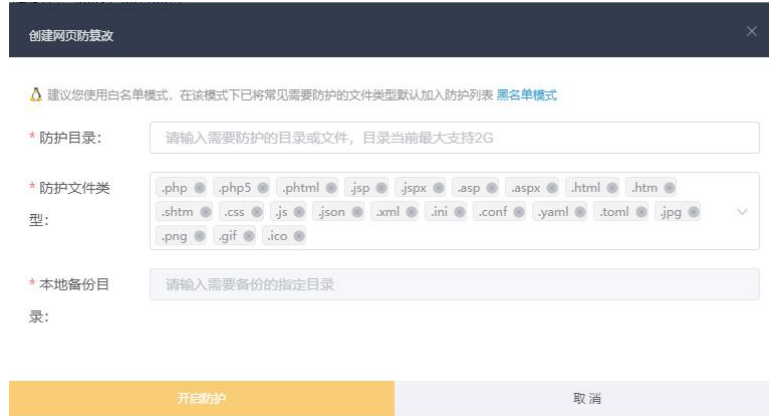 创建网页防篡改
建议您使用白名单模式，在该模式下已将常见需要防护的文件类型默认加入防护列表 黑名单模式
* 防护目录： 请输入需要防护的目录或文件，目录当前最大支持2G
* 防护文件类型： .php .php5 .phtml .jsp .jspx .asp .aspx .html .htm
.shtm .css .js .json .xml .ini .conf .yaml .toml .jpg
.png .gif .ico
* 本地备份目录： 请输入需要备份的指定目录
开启防护 取消